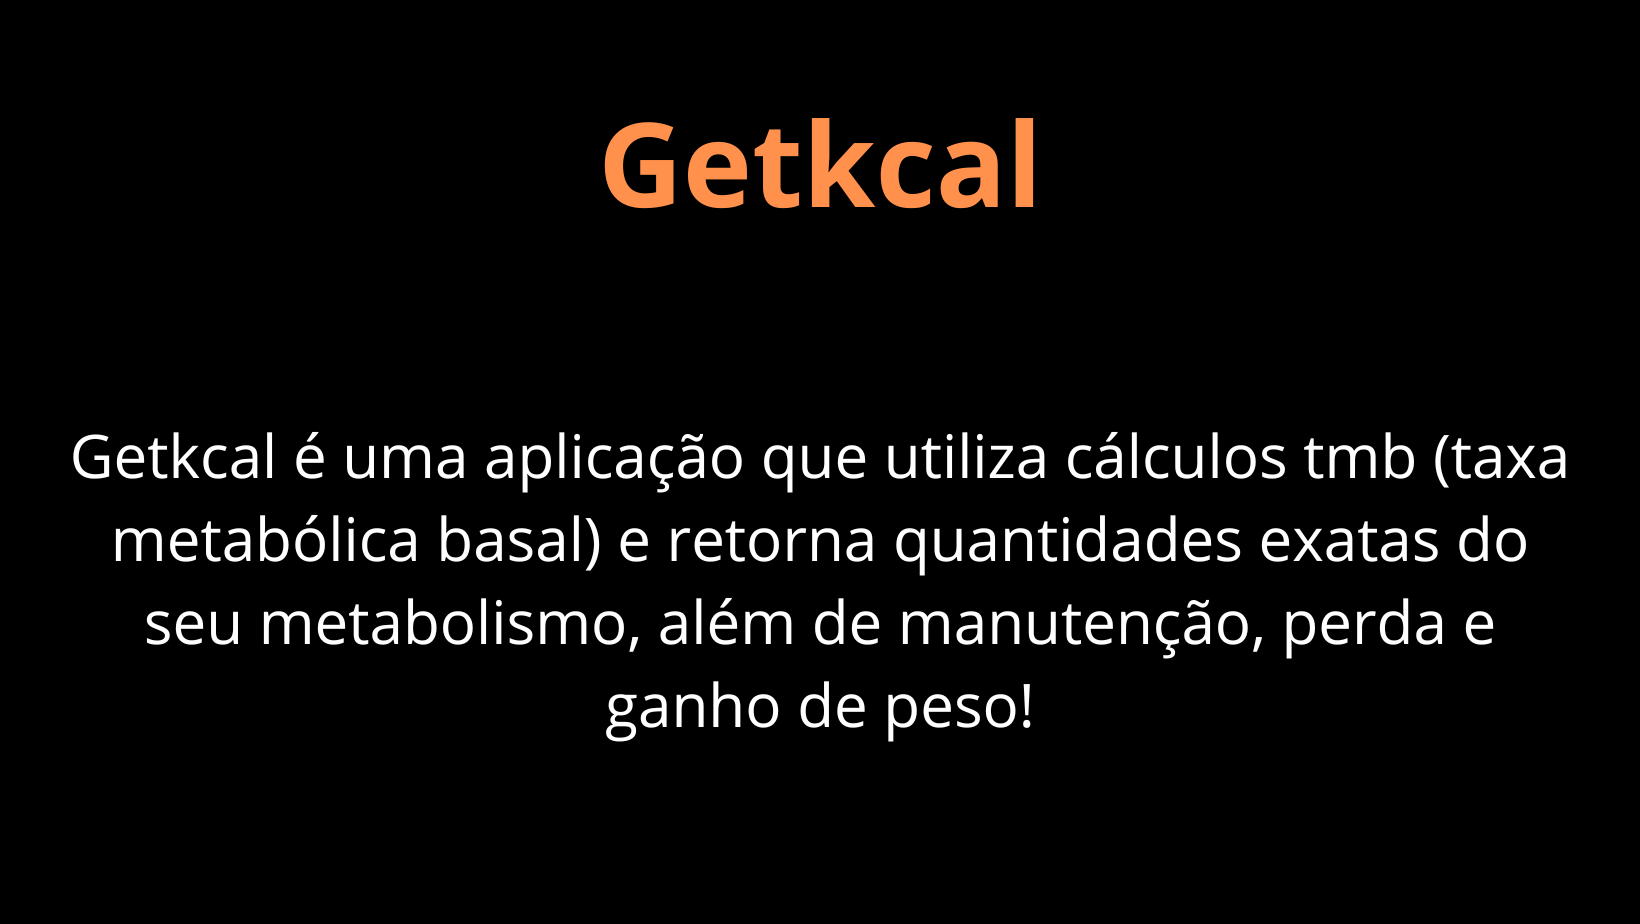 Getkcal
Getkcal é uma aplicação que utiliza cálculos tmb (taxa
metabólica basal) e retorna quantidades exatas do
seu metabolismo, além de manutenção, perda e
ganho de peso!